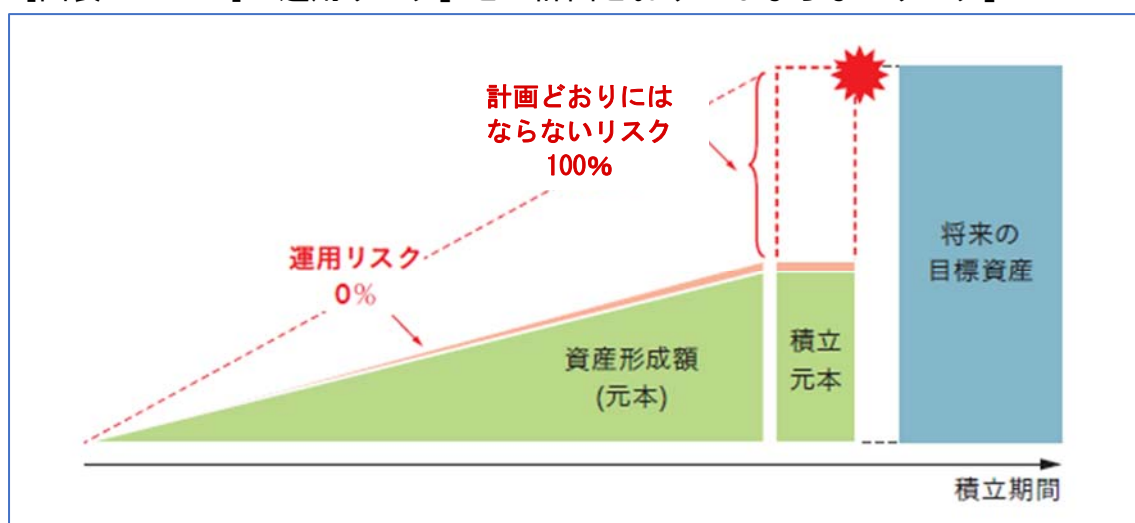 計画どおりには
ならないリスク
100%
運用リスク
0%
将来の
目標資産
資産形成額
(元本)
積立
元本
積立期間